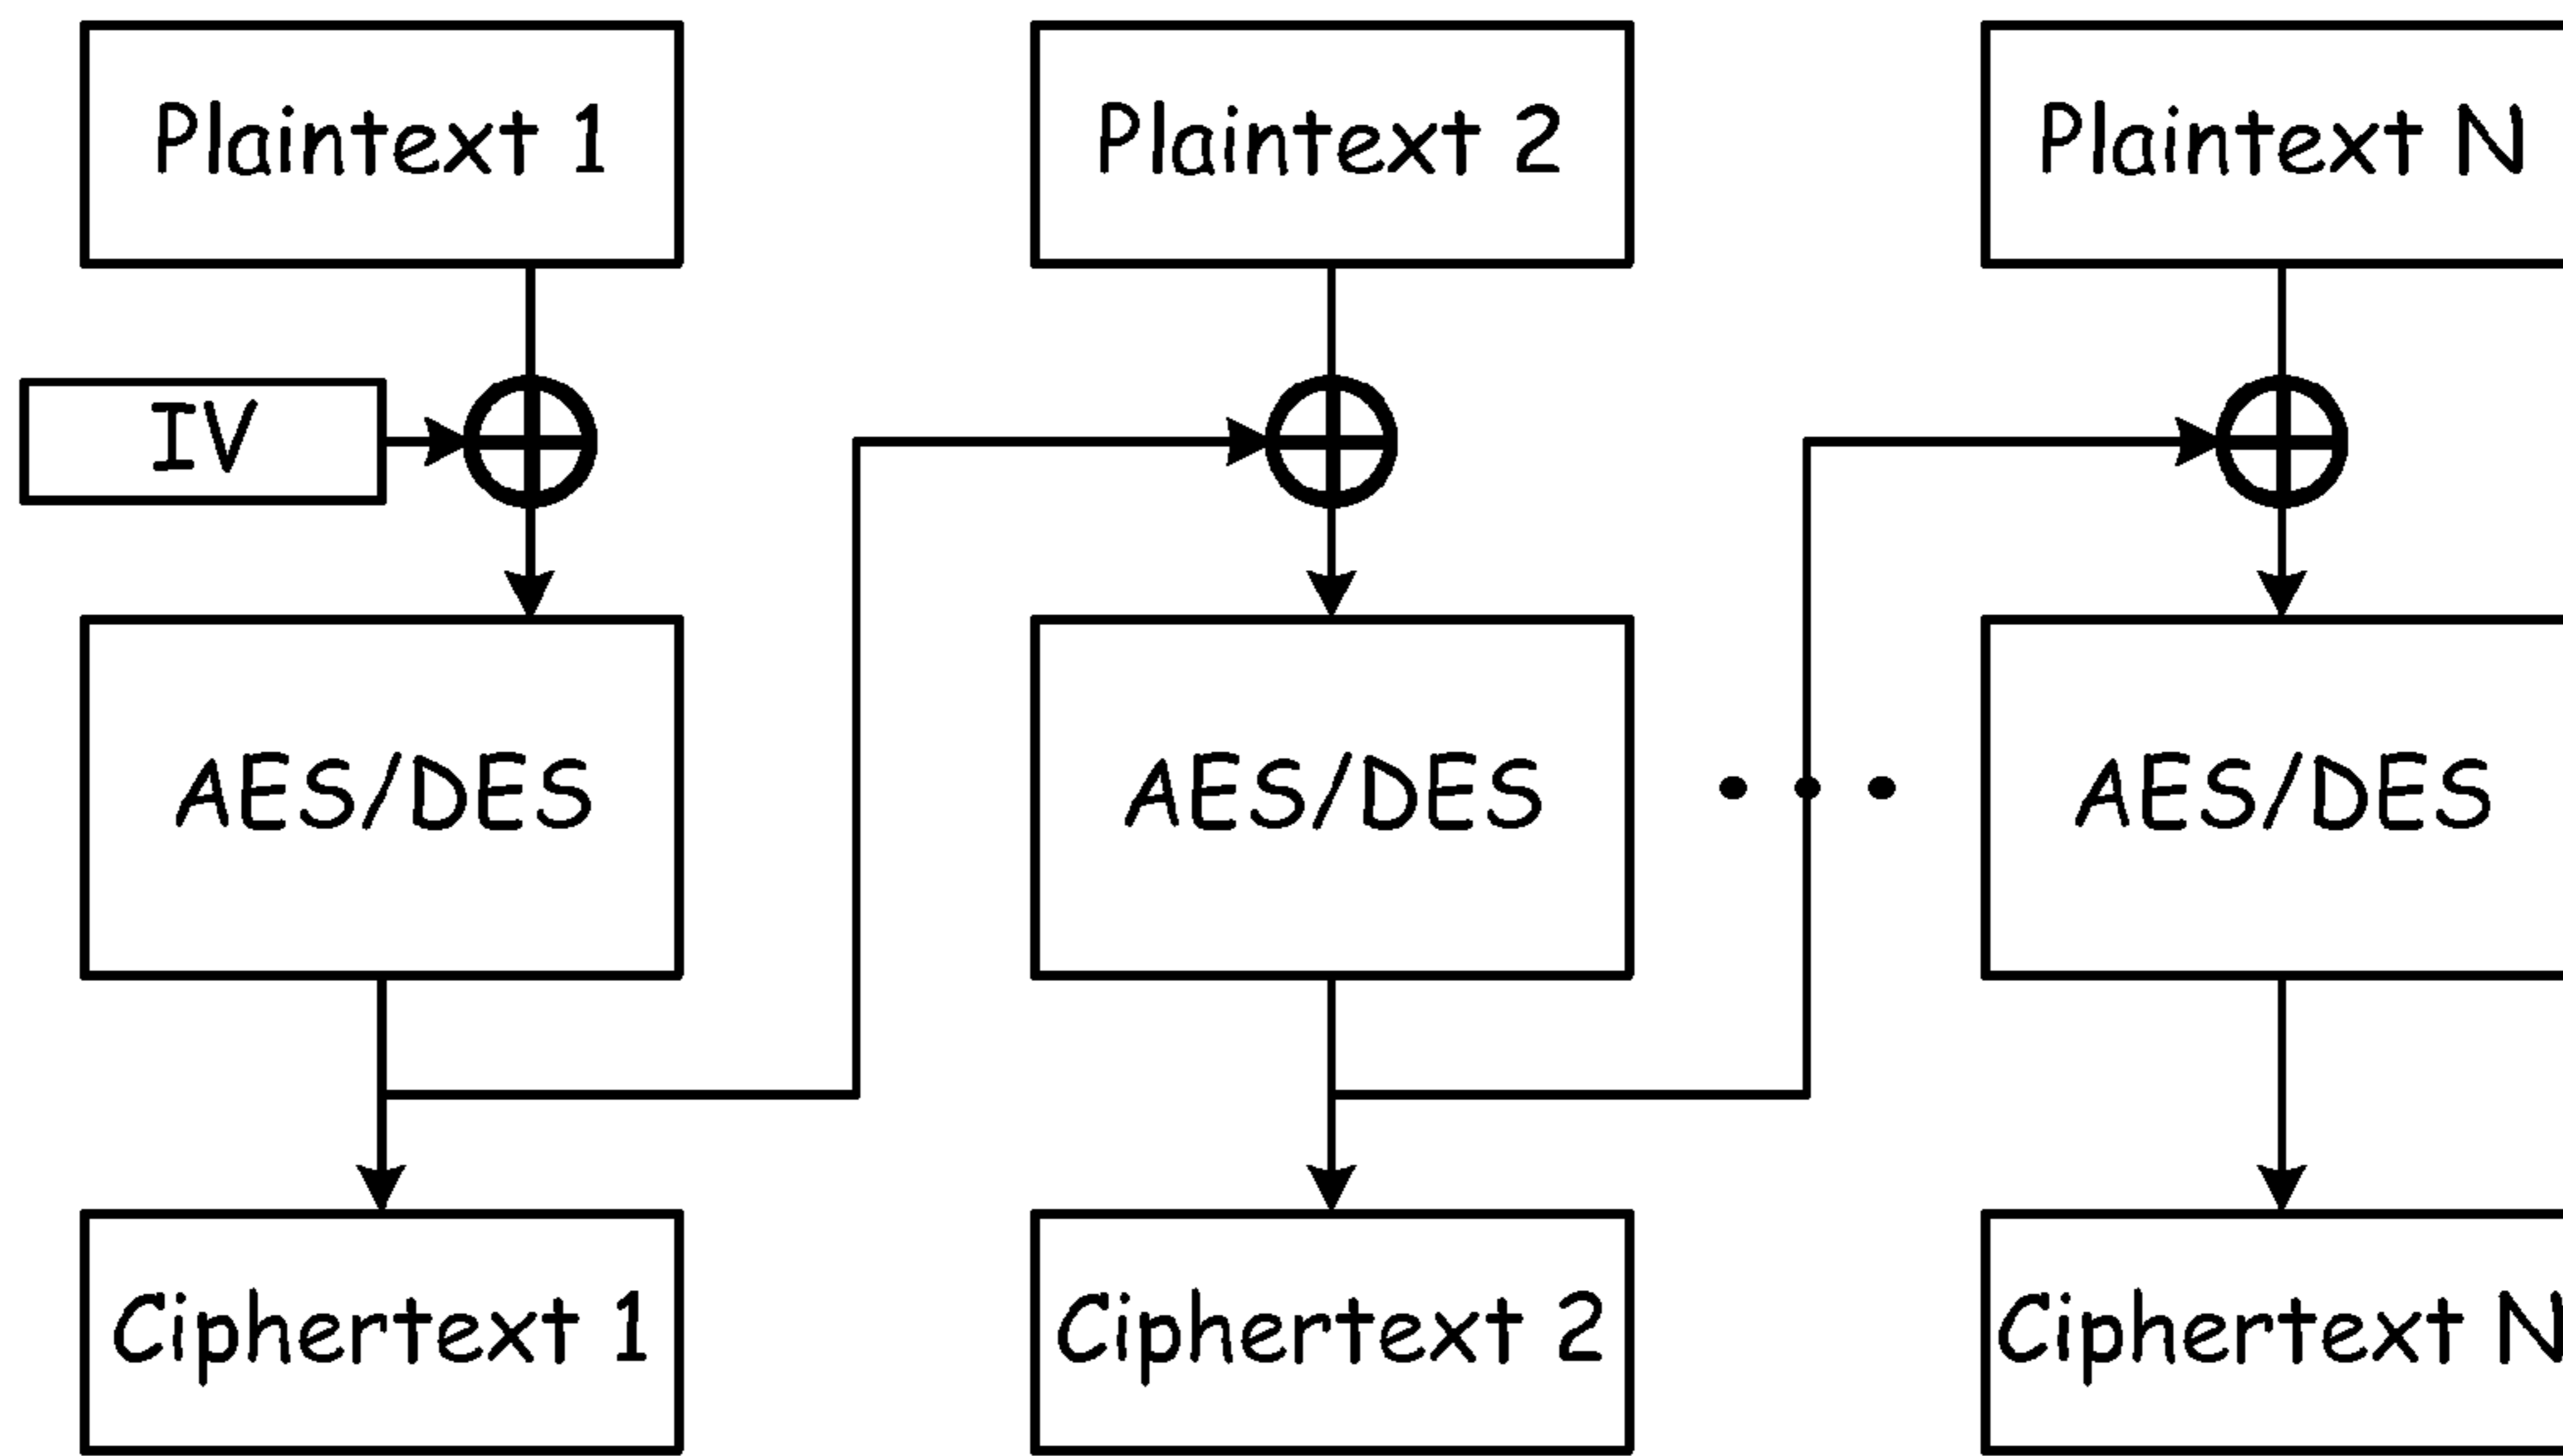 Plaintext 1
Plaintext 2
Plaintext N
IV
AES/DES
AES/DES
AES/DES
Ciphertext 1
Ciphertext 2
Ciphertext N